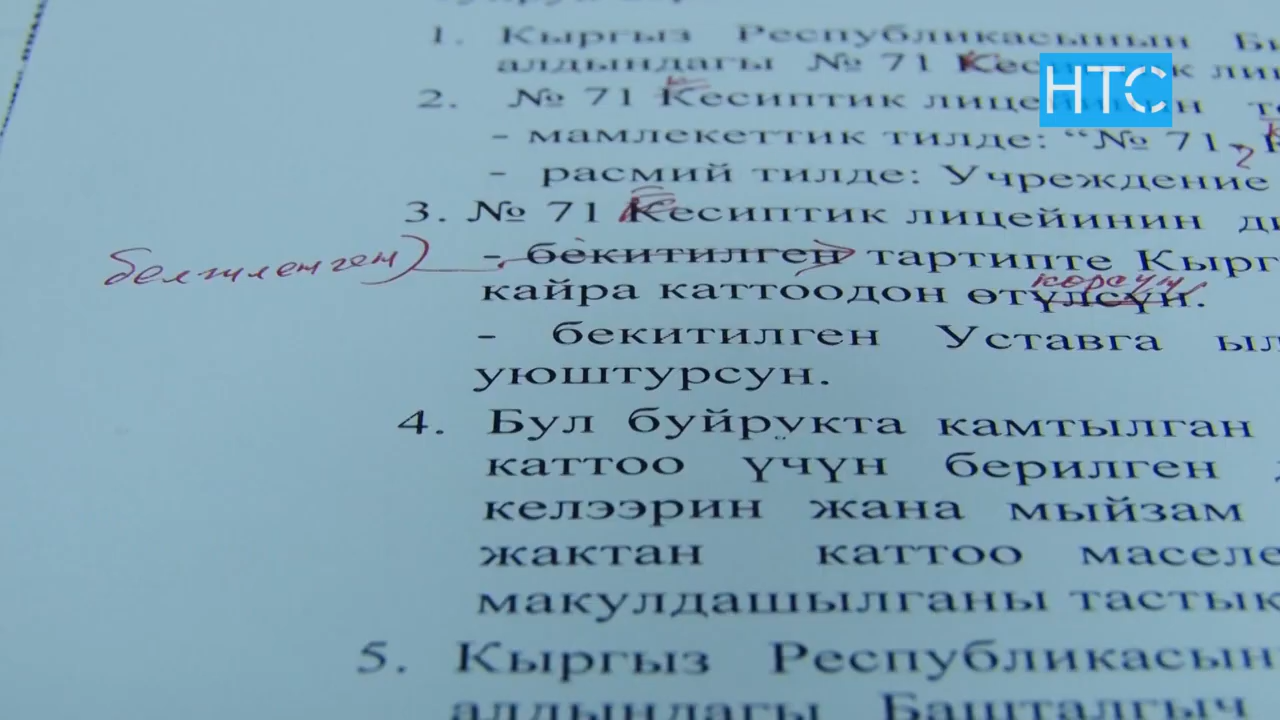 1. Кыргыз Республикасынын
алдындагы № 71 Кесиптик
НТС
2. № 71 Кесиптик лицейинин
- мамлекеттик тилде: “№ 71
- расмий тилде: Учреждение
3. № 71 Кесиптик лицейинин
белгиленген
- бекитилген тартипте Кырг
көрсүн
кайра каттоодон өтүлсүн.
- бекитилген Уставга
уюштурсун.
4. Бул буйрукта камтылган
каттоо үчүн берилген
келээрин жана мыйзам
жактан каттоо маселе
макулдашылганы тастык
5. Кыргыз Республикасын
алдындагы Башталгыч